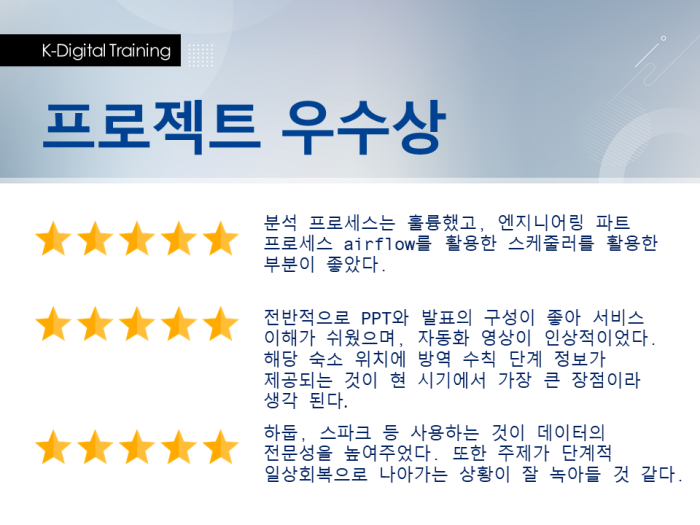 K-Digital Training
프로젝트 우수상
분석 프로세스는 훌륭했고, 엔지니어링 파트
프로세스 airflow를 활용한 스케줄러를 활용한
부분이 좋았다.
전반적으로 PPT와 발표의 구성이 좋아 서비스
이해가 쉬웠으며, 자동화 영상이 인상적이었다.
해당 숙소 위치에 방역 수칙 단계 정보가
제공되는 것이 현 시기에서 가장 큰 장점이라
생각 된다.
하둡, 스파크 등 사용하는 것이 데이터의
전문성을 높여주었다. 또한 주제가 단계적
일상회복으로 나아가는 상황이 잘 녹아들 것 같다.